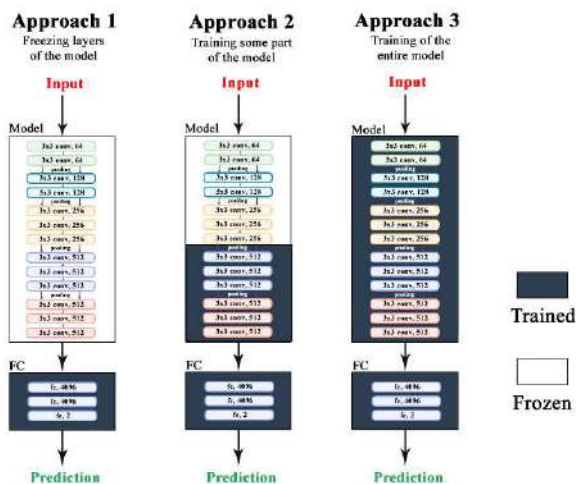 Approach 1
Freezing layers
of the model
Input
Model
3x3 conv, 64
3x3 conv, 64
pooling
3x3 conv, 128
3x3 conv, 128
pooling
3x3 conv, 256
3x3 conv, 256
3x3 conv, 256
pooling
3x3 conv, 512
3x3 conv, 512
3x3 conv, 512
pooling
3x3 conv, 512
3x3 conv, 512
3x3 conv, 512
FC
fc, 4096
fc, 4096
fc, 2
Prediction
Approach 2
Training some part
of the model
Input
Model
3x3 conv, 64
3x3 conv, 64
pooling
3x3 conv, 128
3x3 conv, 128
pooling
3x3 conv, 256
3x3 conv, 256
3x3 conv, 256
pooling
3x3 conv, 512
3x3 conv, 512
3x3 conv, 512
pooling
3x3 conv, 512
3x3 conv, 512
3x3 conv, 512
FC
fc, 4096
fc, 4096
fc, 2
Prediction
Approach 3
Training of the
entire model
Input
Model
3x3 conv, 64
3x3 conv, 64
pooling
3x3 conv, 128
3x3 conv, 128
pooling
3x3 conv, 256
3x3 conv, 256
3x3 conv, 256
pooling
3x3 conv, 512
3x3 conv, 512
3x3 conv, 512
pooling
3x3 conv, 512
3x3 conv, 512
3x3 conv, 512
FC
fc, 4096
fc, 4096
fc, 2
Prediction
Trained
Frozen